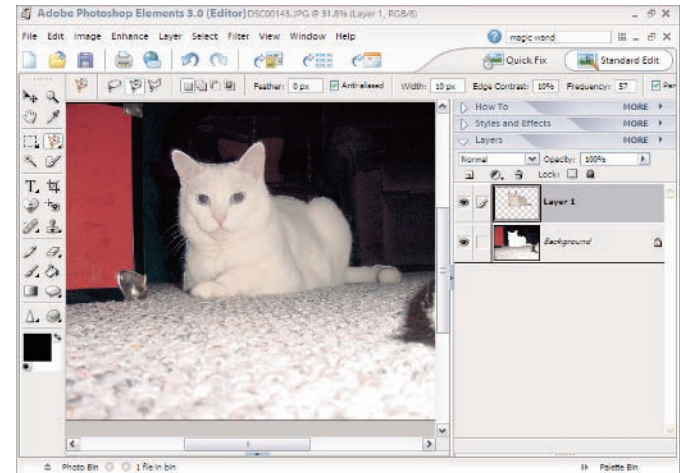 Adobe Photoshop Elements 3.0 (Editor) DSC00143.JPG @ 31.8% (Layer 1, RGB/8)
File Edit Image Enhance Layer Select Filter View Window Help magic wand
Quick Fix Standard Edit
Feather: 0 px Anti-aliased Width: 10 px Edge Contrast: 10% Frequency: 57 Per
How To MORE
Styles and Effects MORE
Layers MORE
Normal Opacity: 100%
Lock:
Layer 1
Background
Photo Bin 1 file in bin Palette Bin